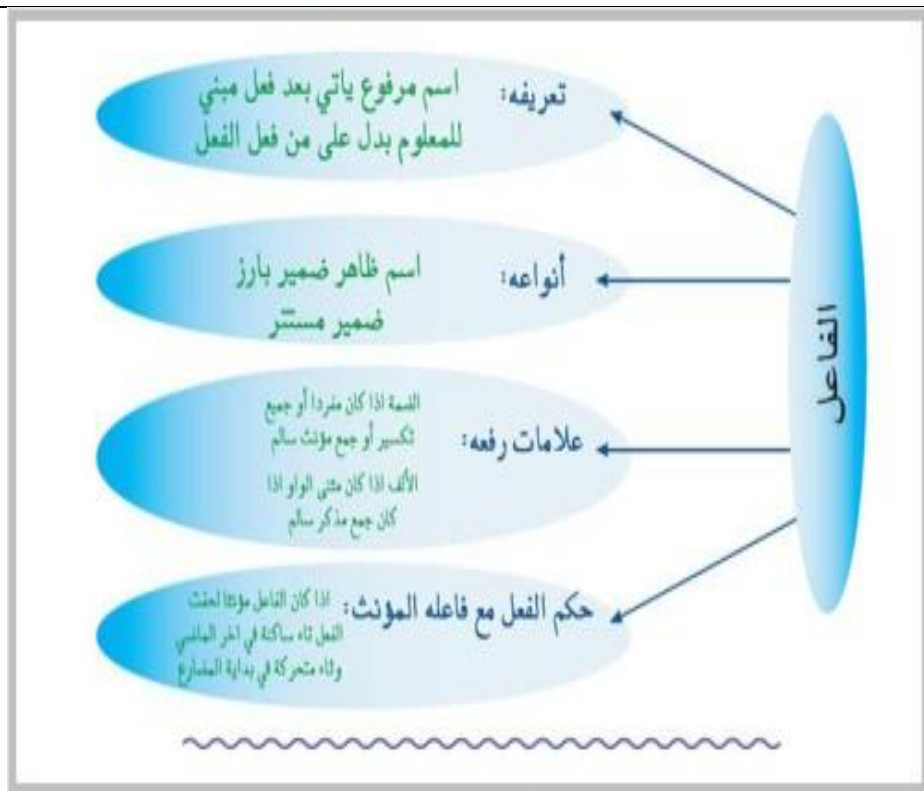 الفاعل
تعريفه:
اسم مرفوع ياتي بعد فعل مبني
للمعلوم بدل على من فعل الفعل
أنواعه:
اسم ظاهر ضمير بارز
ضمير مستتر
علامات رفعه:
الضمة اذا كان مفردا أو جميع
تكسير أو جمع مؤنث سالم
الألف اذا كان مثنى الواو اذا
كان جمع مذكر سالم
حكم الفعل مع فاعله المؤنث:
اذا كان الفاعل مؤنثا لحقت
الفعل تاء ساكنة في اخر الماضي
وتاء متحركة في بداية المضارع